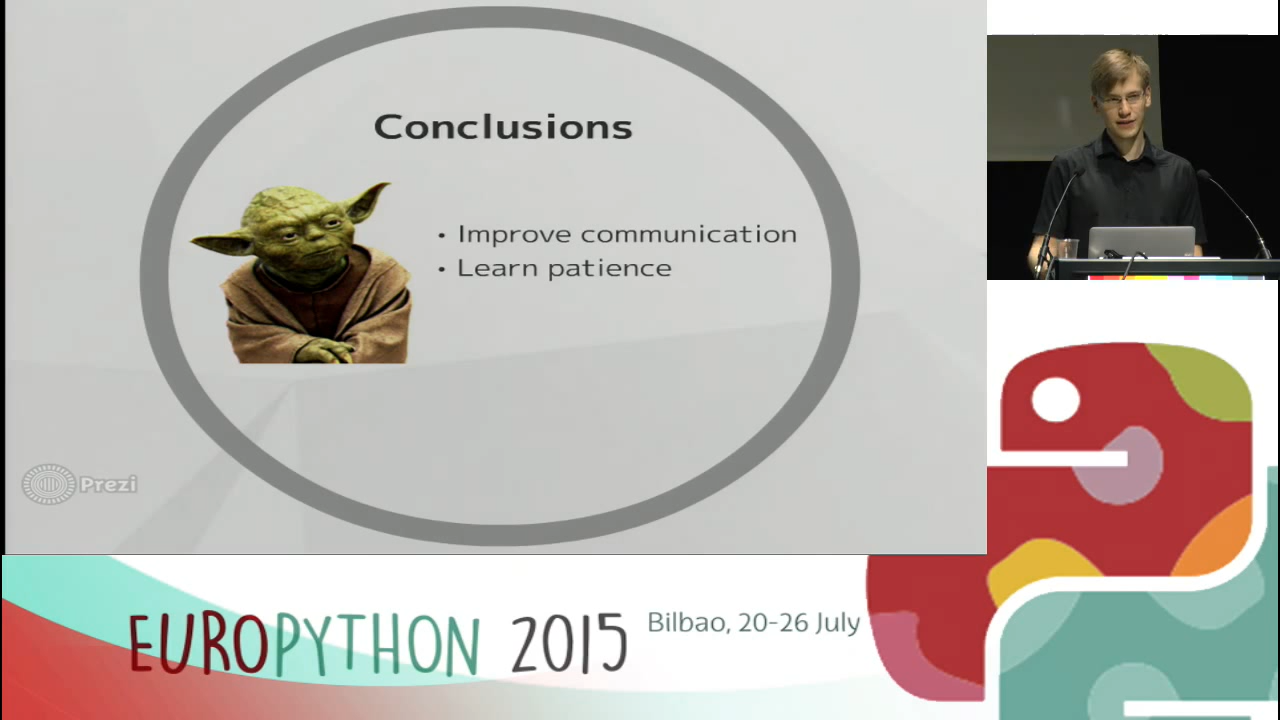 Conclusions
• Improve communication
• Learn patience
Prezi
EUROPYTHON 2015
Bilbao, 20-26 July